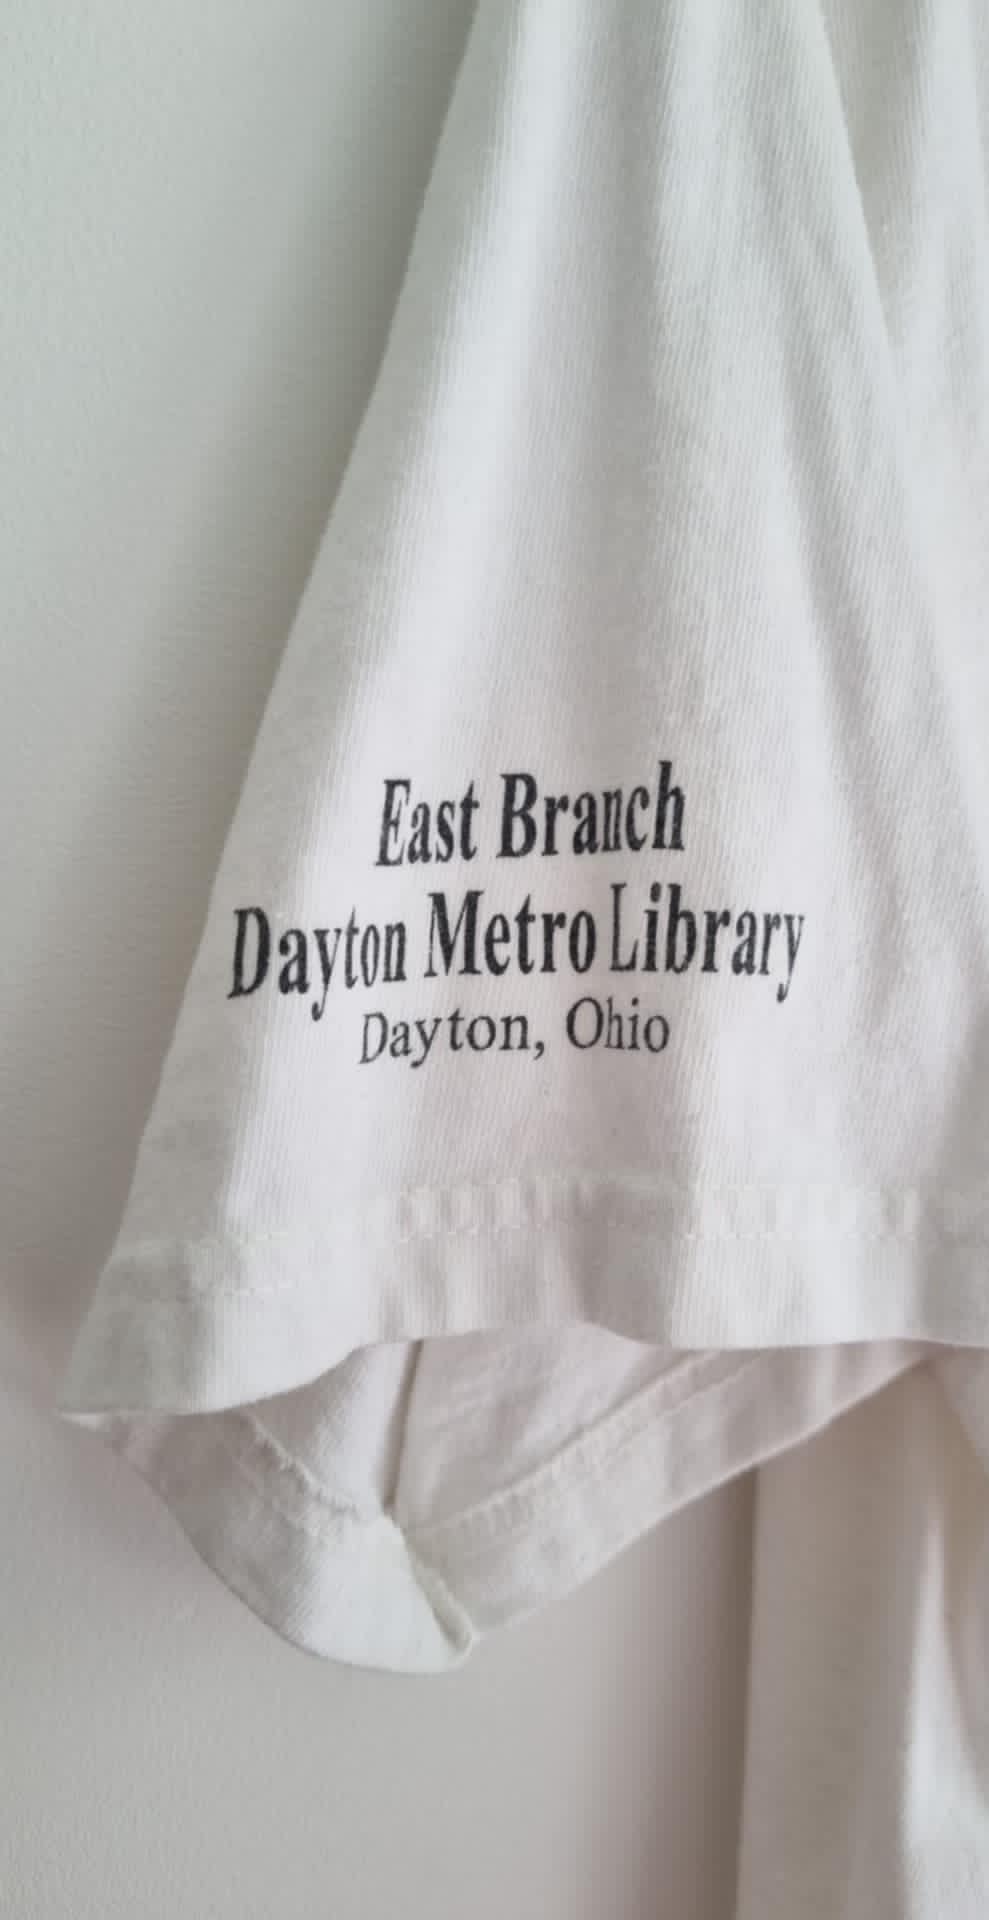 East Branch
Dayton Metro Library
Dayton, Ohio